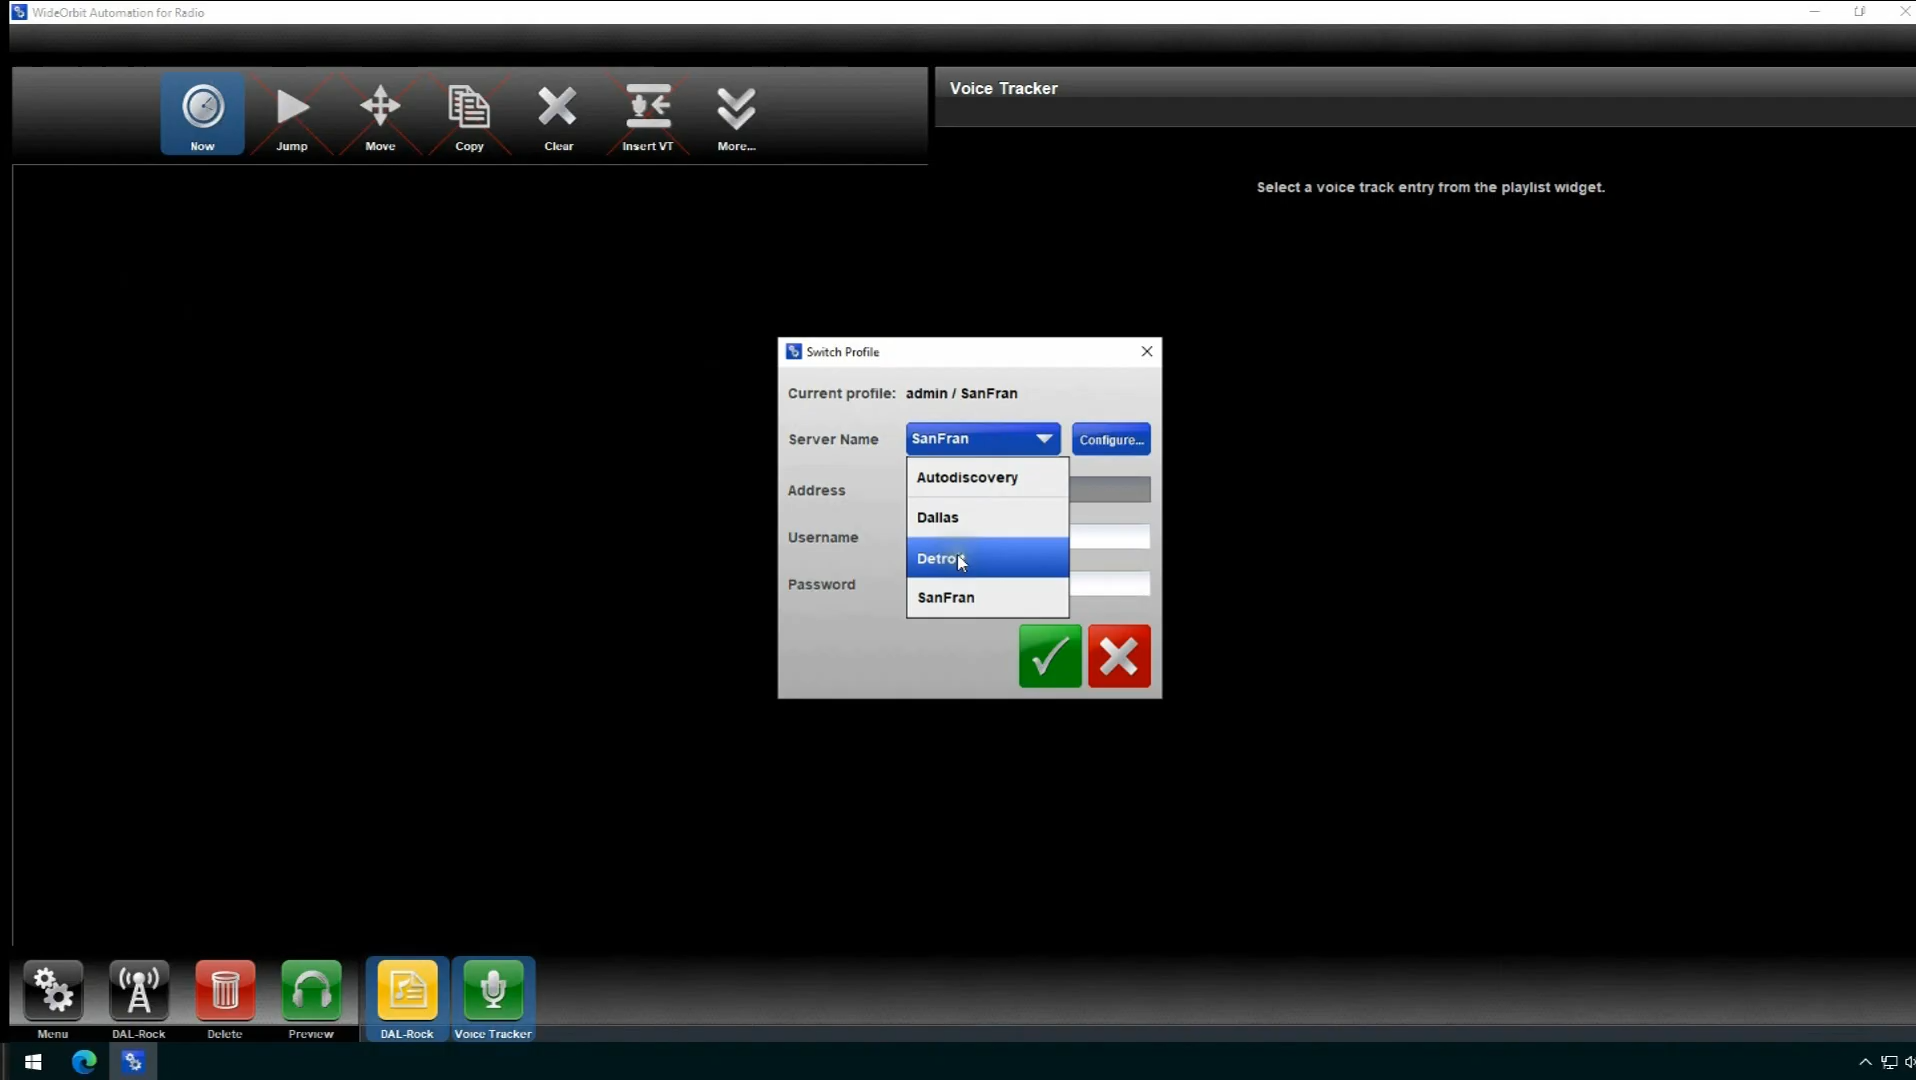 WideOrbit Automation for Radio
Now
Jump
Move
Copy
Clear
Insert VT
More...
Voice Tracker
Select a voice track entry from the playlist widget.
Switch Profile
Current profile: admin / SanFran
Server Name SanFran Configure...
Autodiscovery
Address
Dallas
Username
Detroit
Password
SanFran
Menu
DAL-Rock
Delete
Preview
DAL-Rock
Voice Tracker